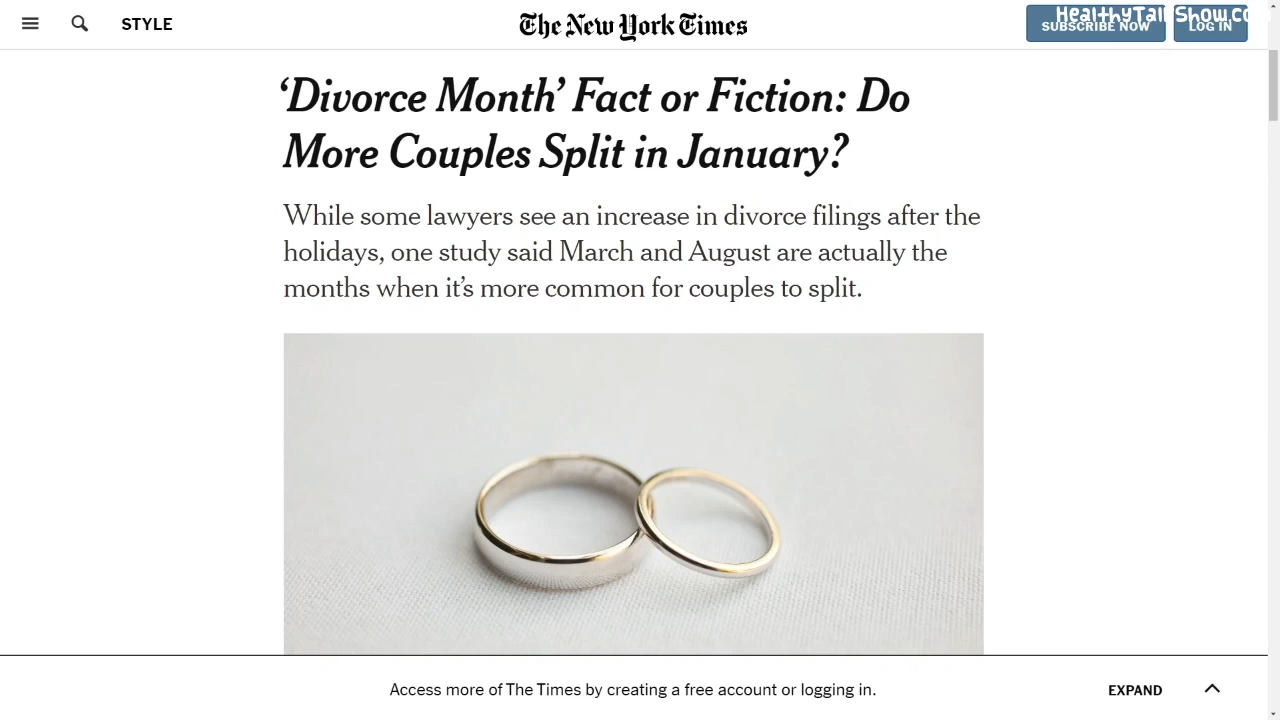 STYLE
The New York Times
HealthyTalkShow.com
SUBSCRIBE NOW
LOG IN
‘Divorce Month’ Fact or Fiction: Do
More Couples Split in January?
While some lawyers see an increase in divorce filings after the
holidays, one study said March and August are actually the
months when it’s more common for couples to split.
Access more of The Times by creating a free account or logging in.
EXPAND